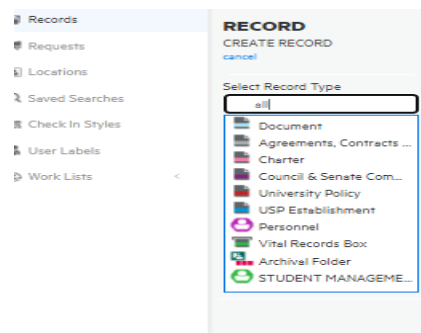 Records
Requests
Locations
Saved Searches
Check In Styles
User Labels
Work Lists <
RECORD
CREATE RECORD
cancel
Select Record Type
all
Document
Agreements, Contracts ...
Charter
Council & Senate Com...
University Policy
USP Establishment
Personnel
Vital Records Box
Archival Folder
STUDENT MANAGEME...